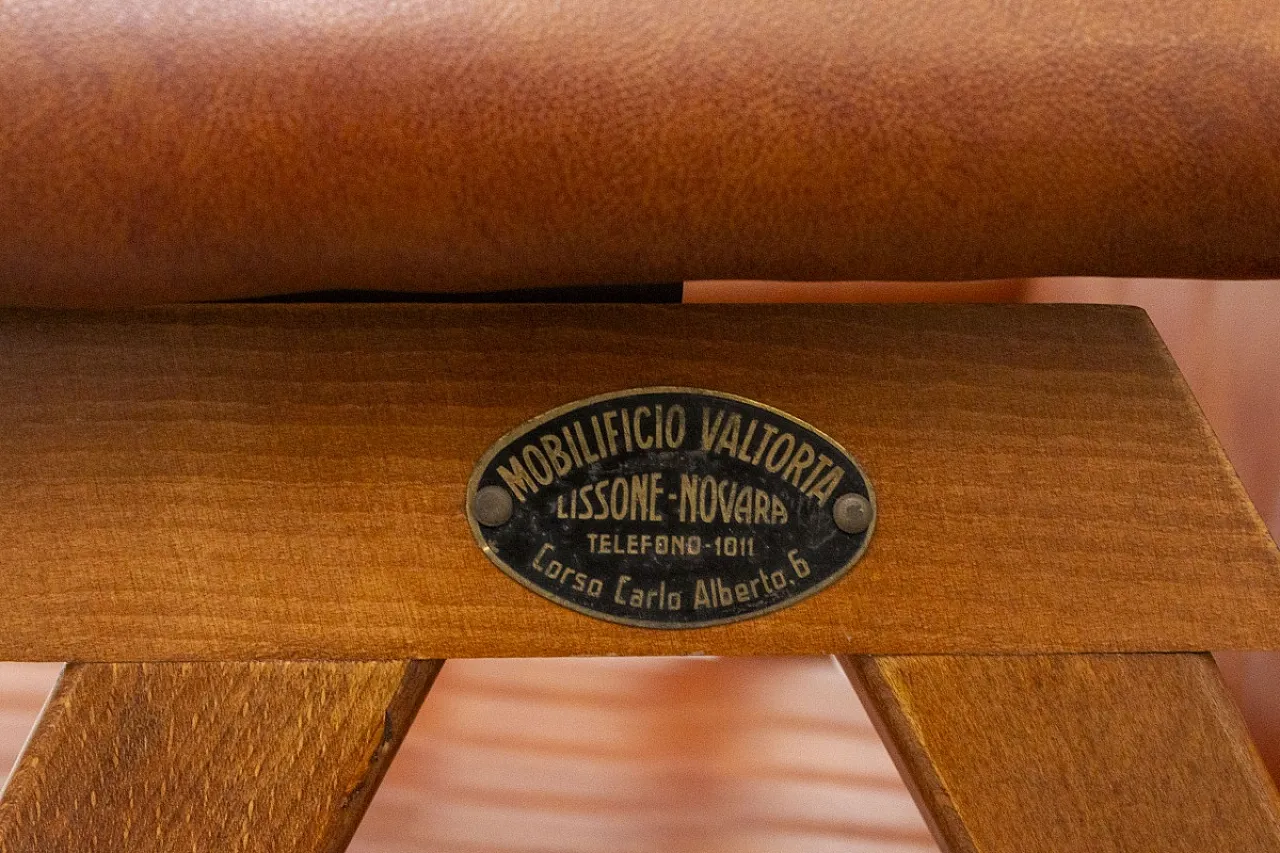 MOBILIFICIO VALTORTA
LISSONE-NOVARA
TELEFONO-1011
Corso Carlo Alberto, 6